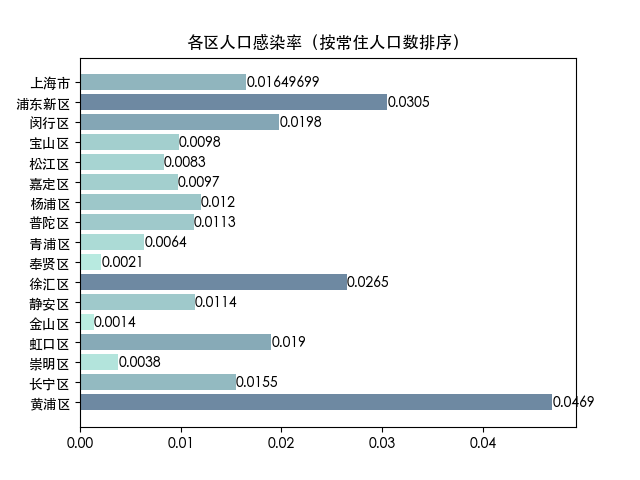 各区人口感染率（按常住人口数排序）
上海市 0.01649699
浦东新区 0.0305
闵行区 0.0198
宝山区 0.0098
松江区 0.0083
嘉定区 0.0097
杨浦区 0.012
普陀区 0.0113
青浦区 0.0064
奉贤区 0.0021
徐汇区 0.0265
静安区 0.0114
金山区 0.0014
虹口区 0.019
崇明区 0.0038
长宁区 0.0155
黄浦区 0.0469
0.00 0.01 0.02 0.03 0.04